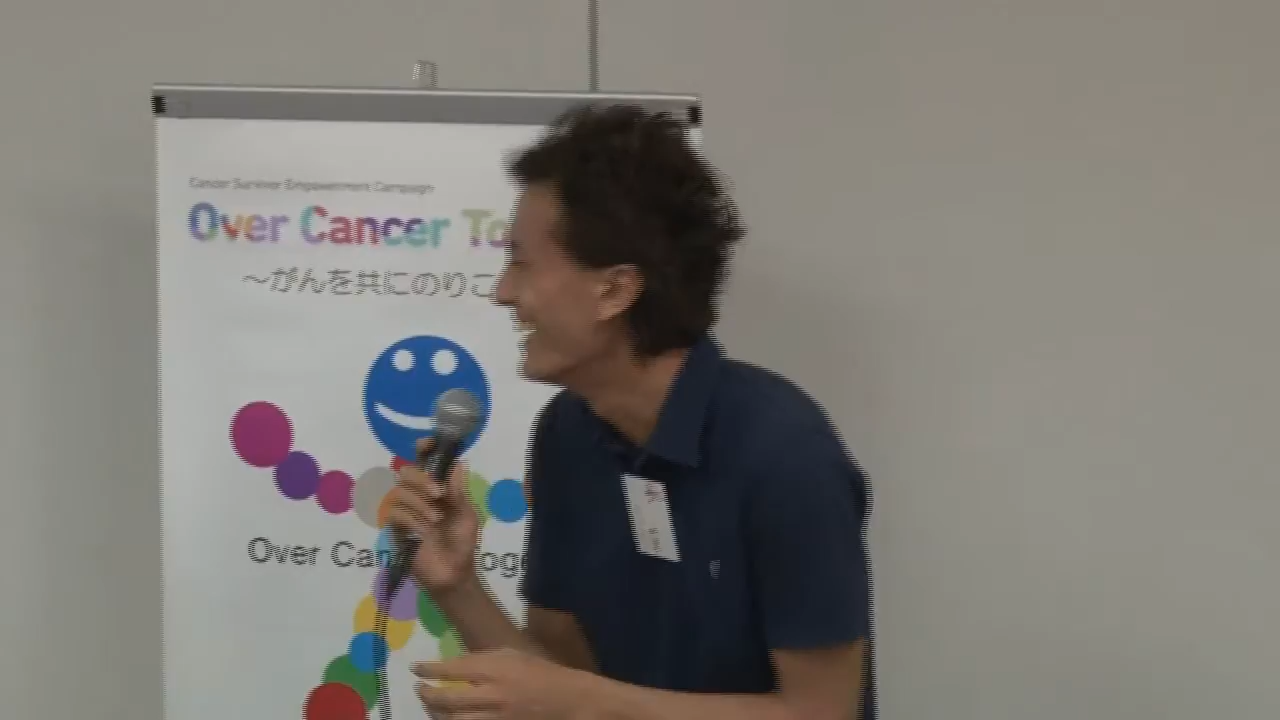 Cancer Survivor Empowerment Campaign
Over Cancer To
～がんを共にのりこ
Over Can oge